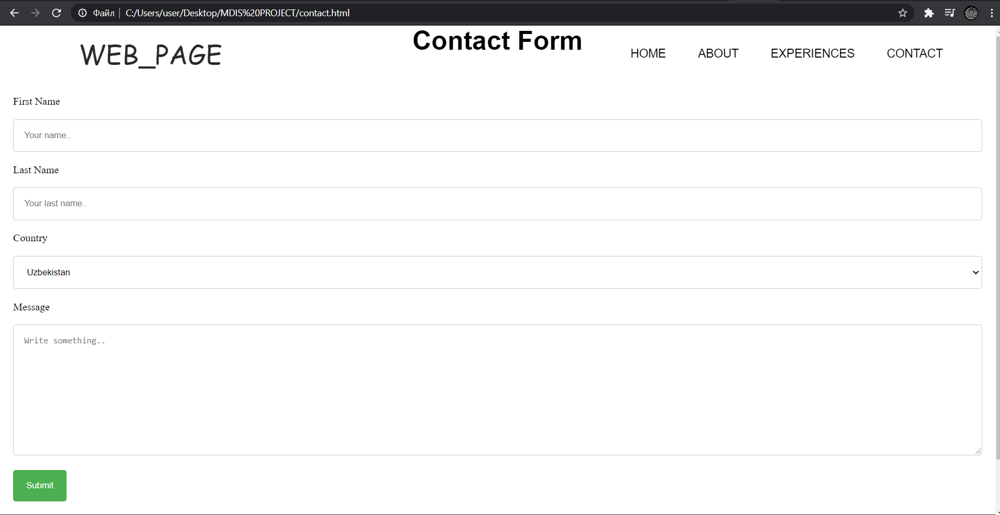 Файл | C:/Users/user/Desktop/MDIS%20PROJECT/contact.html
Contact Form
WEB_PAGE
HOME ABOUT EXPERIENCES CONTACT
First Name
Your name..
Last Name
Your last name..
Country
Uzbekistan
Message
Write something..
Submit